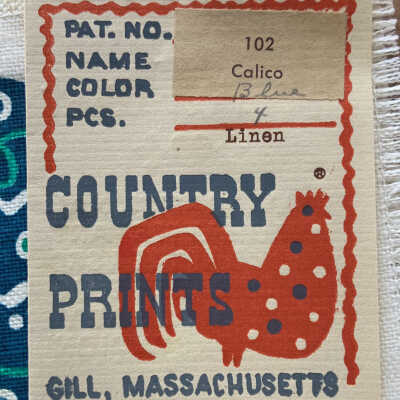 PAT. NO. 102
NAME Calico
COLOR Blue
PCS. 4
Linen
COUNTRY ®
PRINTS
GILL, MASSACHUSETTS